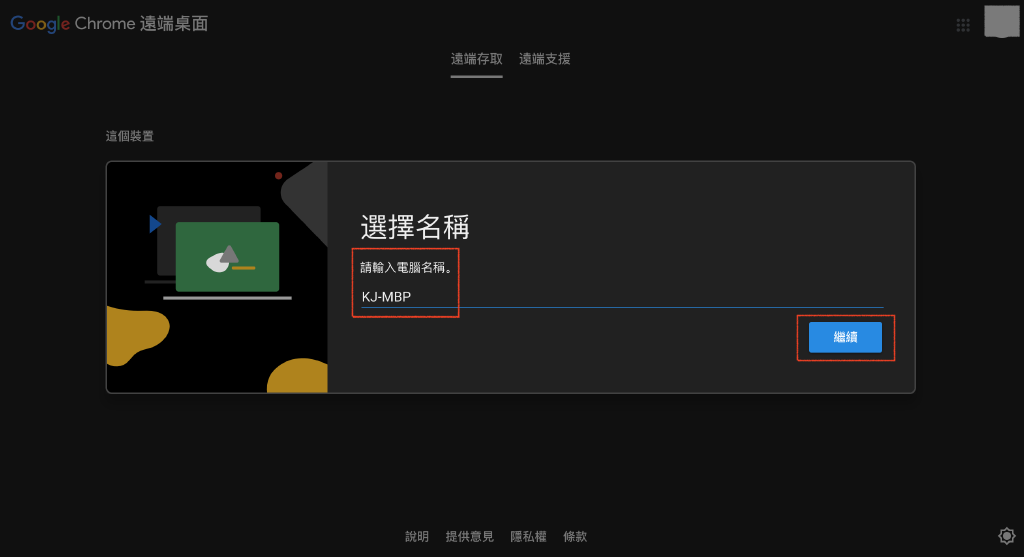 Google Chrome 遠端桌面
遠端存取 遠端支援
這個裝置
選擇名稱
請輸入電腦名稱。
KJ-MBP
繼續
說明 提供意見 隱私權 條款